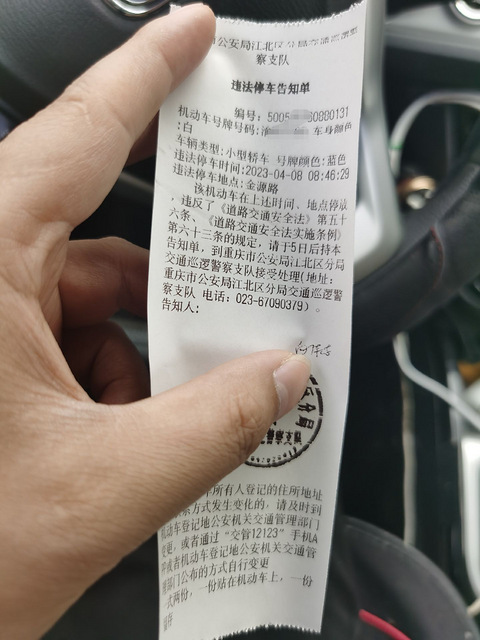 公安局江北区分局交通巡逻警
察支队
违法停车告知单
编号: 5005 80880131
机动车号牌号码:渝 车身颜色
:白
车辆类型:小型轿车 号牌颜色:蓝色
违法停车时间:2023-04-08 08:46:29
违法停车地点:金源路
该机动车在上述时间、地点停放
，违反了《道路交通安全法》第五十
六条、《道路交通安全法实施条例》
第六十三条的规定，请于5日后持本
告知单，到重庆市公安局江北区分局
交通巡逻警察支队接受处理(地址:
重庆市公安局江北区分局交通巡逻警
察支队 电话: 023-67090379) 。
告知人:
分局
所有人登记的住所地址
系方式发生变化的，请及时到
机动车登记地公安机关交通管理部门
变更，或者通过“交管12123”手机A
或者机动车登记地公安机关交通管
部门公布的方式自行变更
式两份，一份贴在机动车上，一份
存